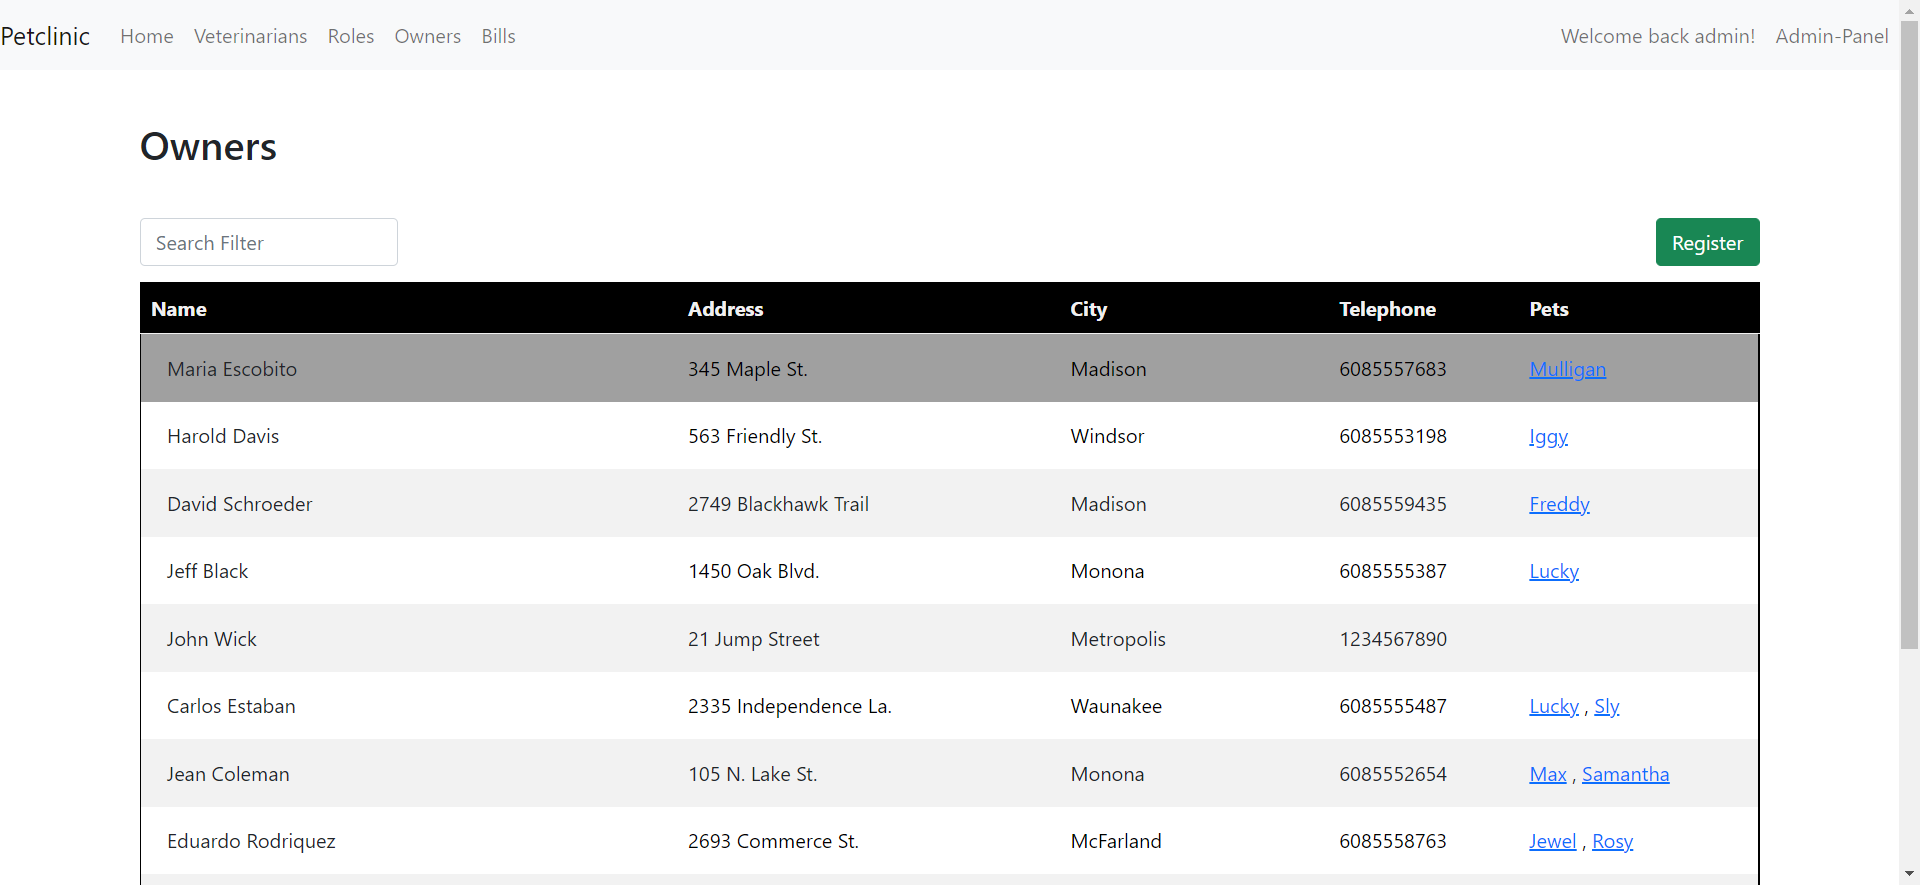 Petclinic Home Veterinarians Roles Owners Bills Welcome back admin! Admin-Panel
Owners
Search Filter Register
Name Address City Telephone Pets
Maria Escobito 345 Maple St. Madison 6085557683 Mulligan
Harold Davis 563 Friendly St. Windsor 6085553198 Iggy
David Schroeder 2749 Blackhawk Trail Madison 6085559435 Freddy
Jeff Black 1450 Oak Blvd. Monona 6085555387 Lucky
John Wick 21 Jump Street Metropolis 1234567890
Carlos Estaban 2335 Independence La. Waunakee 6085555487 Lucky , Sly
Jean Coleman 105 N. Lake St. Monona 6085552654 Max , Samantha
Eduardo Rodriquez 2693 Commerce St. McFarland 6085558763 Jewel , Rosy